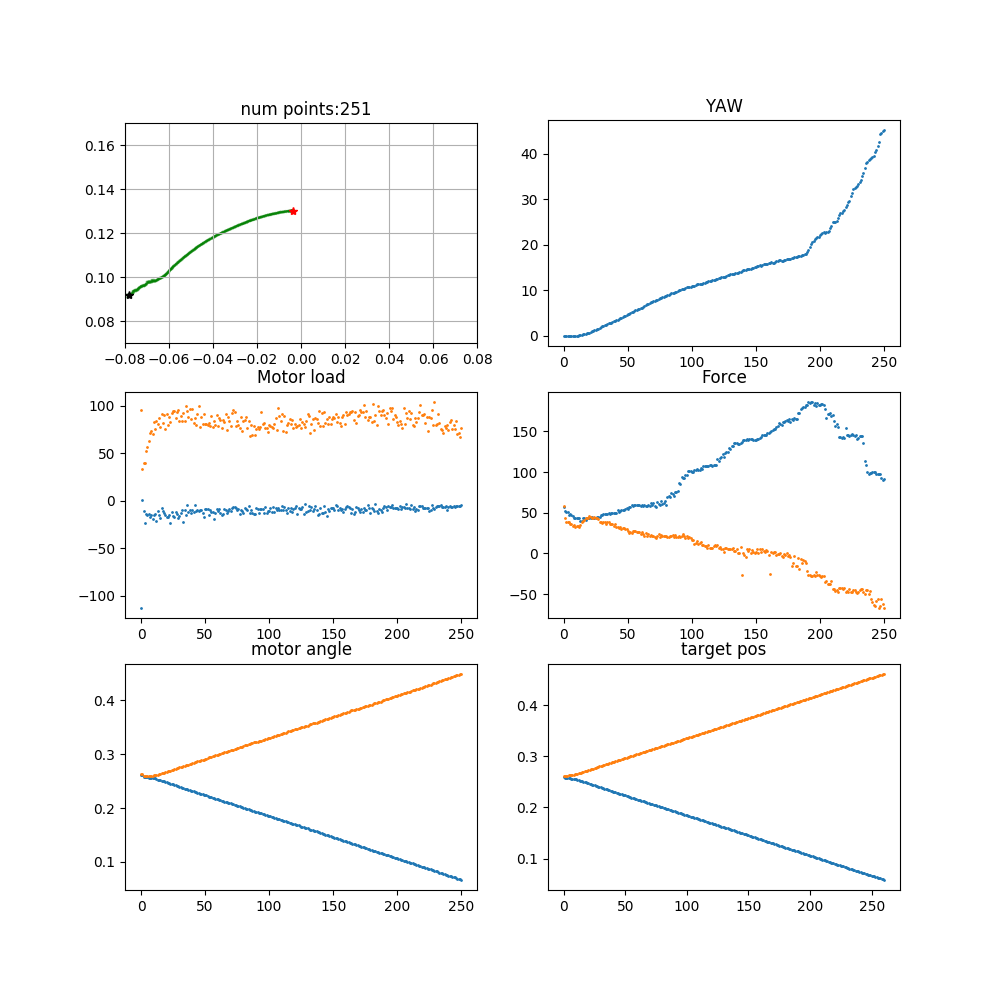 num points:251
YAW
0.16
0.14
0.12
0.10
0.08
−0.08 −0.06 −0.04 −0.02 0.00 0.02 0.04 0.06 0.08
40
30
20
10
0
0 50 100 150 200 250
Motor load
Force
100
50
0
−50
−100
0 50 100 150 200 250
150
100
50
0
−50
0 50 100 150 200 250
motor angle
target pos
0.4
0.3
0.2
0.1
0 50 100 150 200 250
0.4
0.3
0.2
0.1
0 50 100 150 200 250